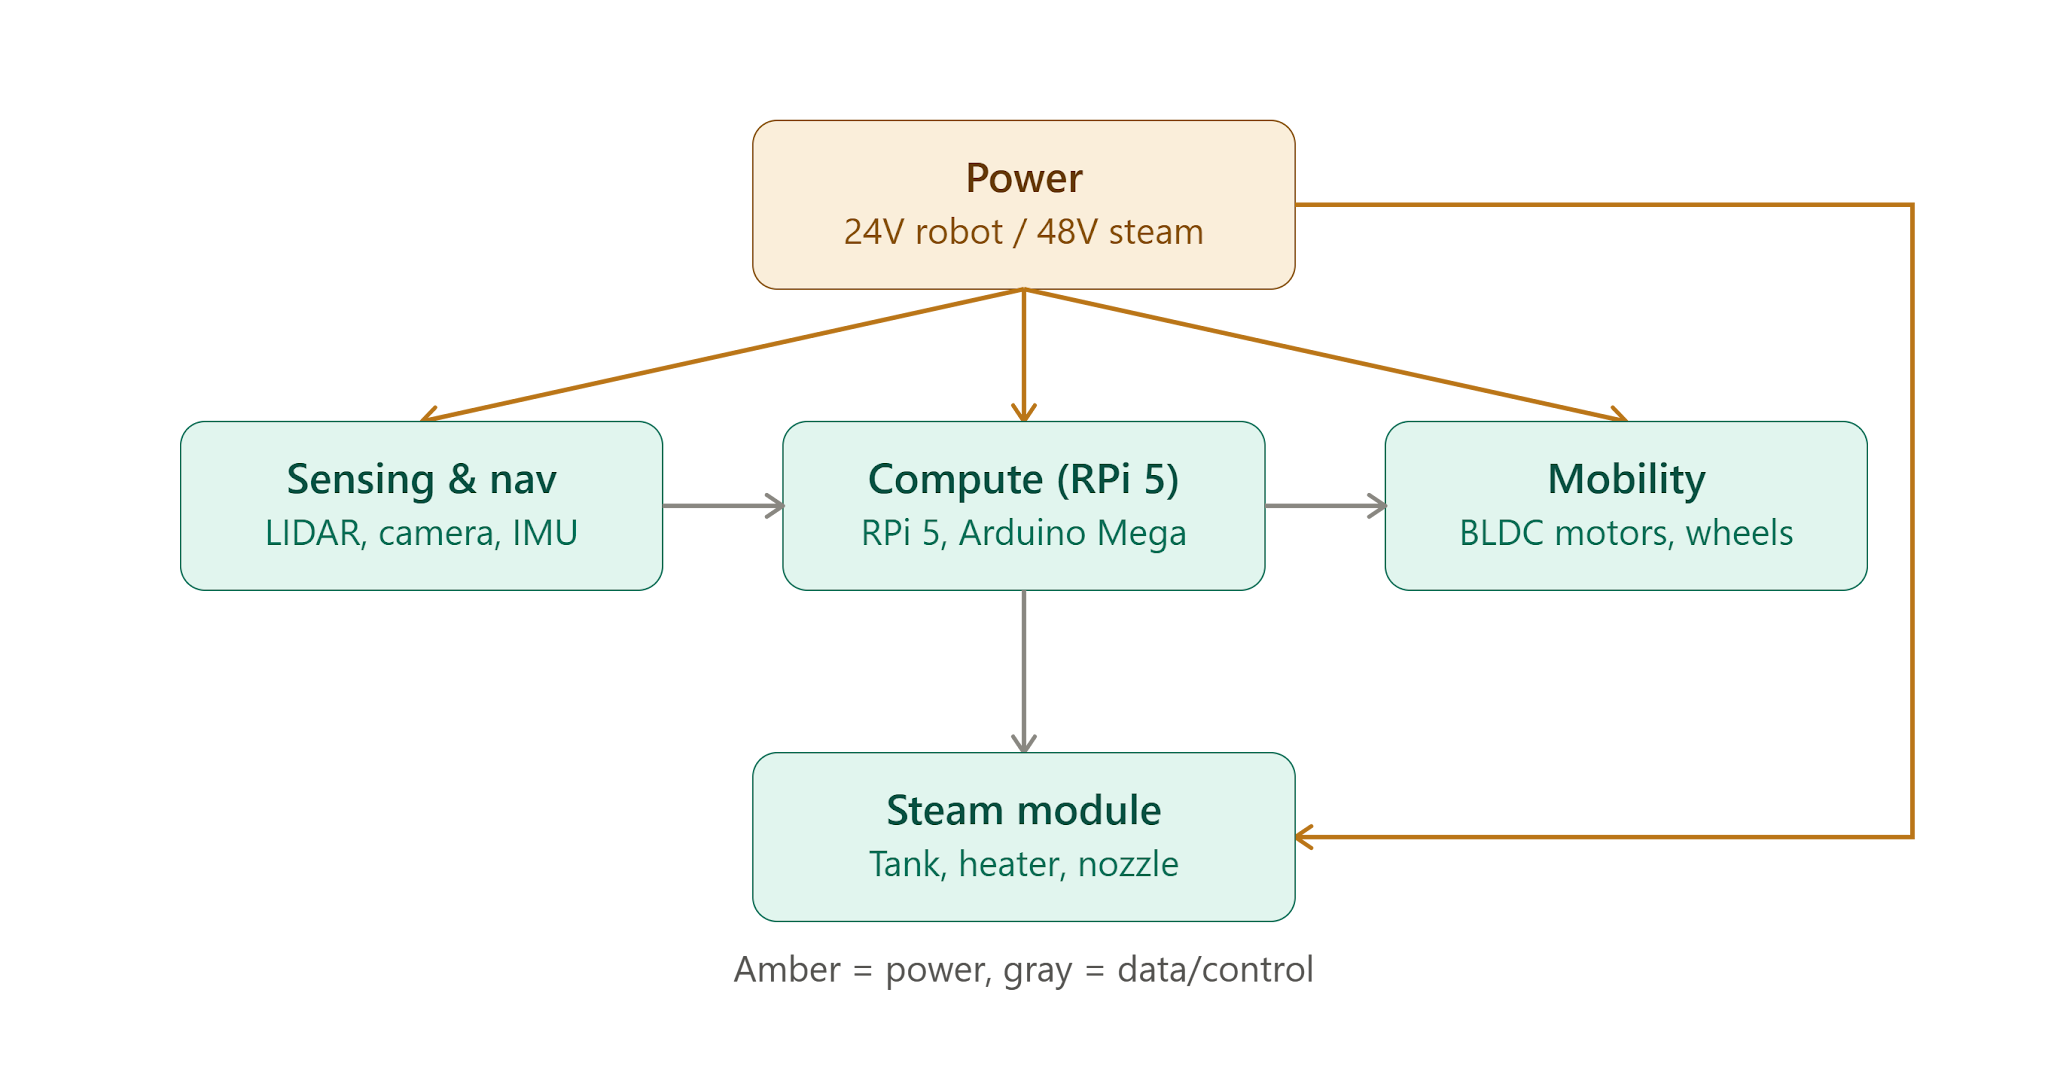 Power
24V robot / 48V steam
Sensing & nav
LIDAR, camera, IMU
Compute (RPi 5)
RPi 5, Arduino Mega
Mobility
BLDC motors, wheels
Steam module
Tank, heater, nozzle
Amber = power, gray = data/control